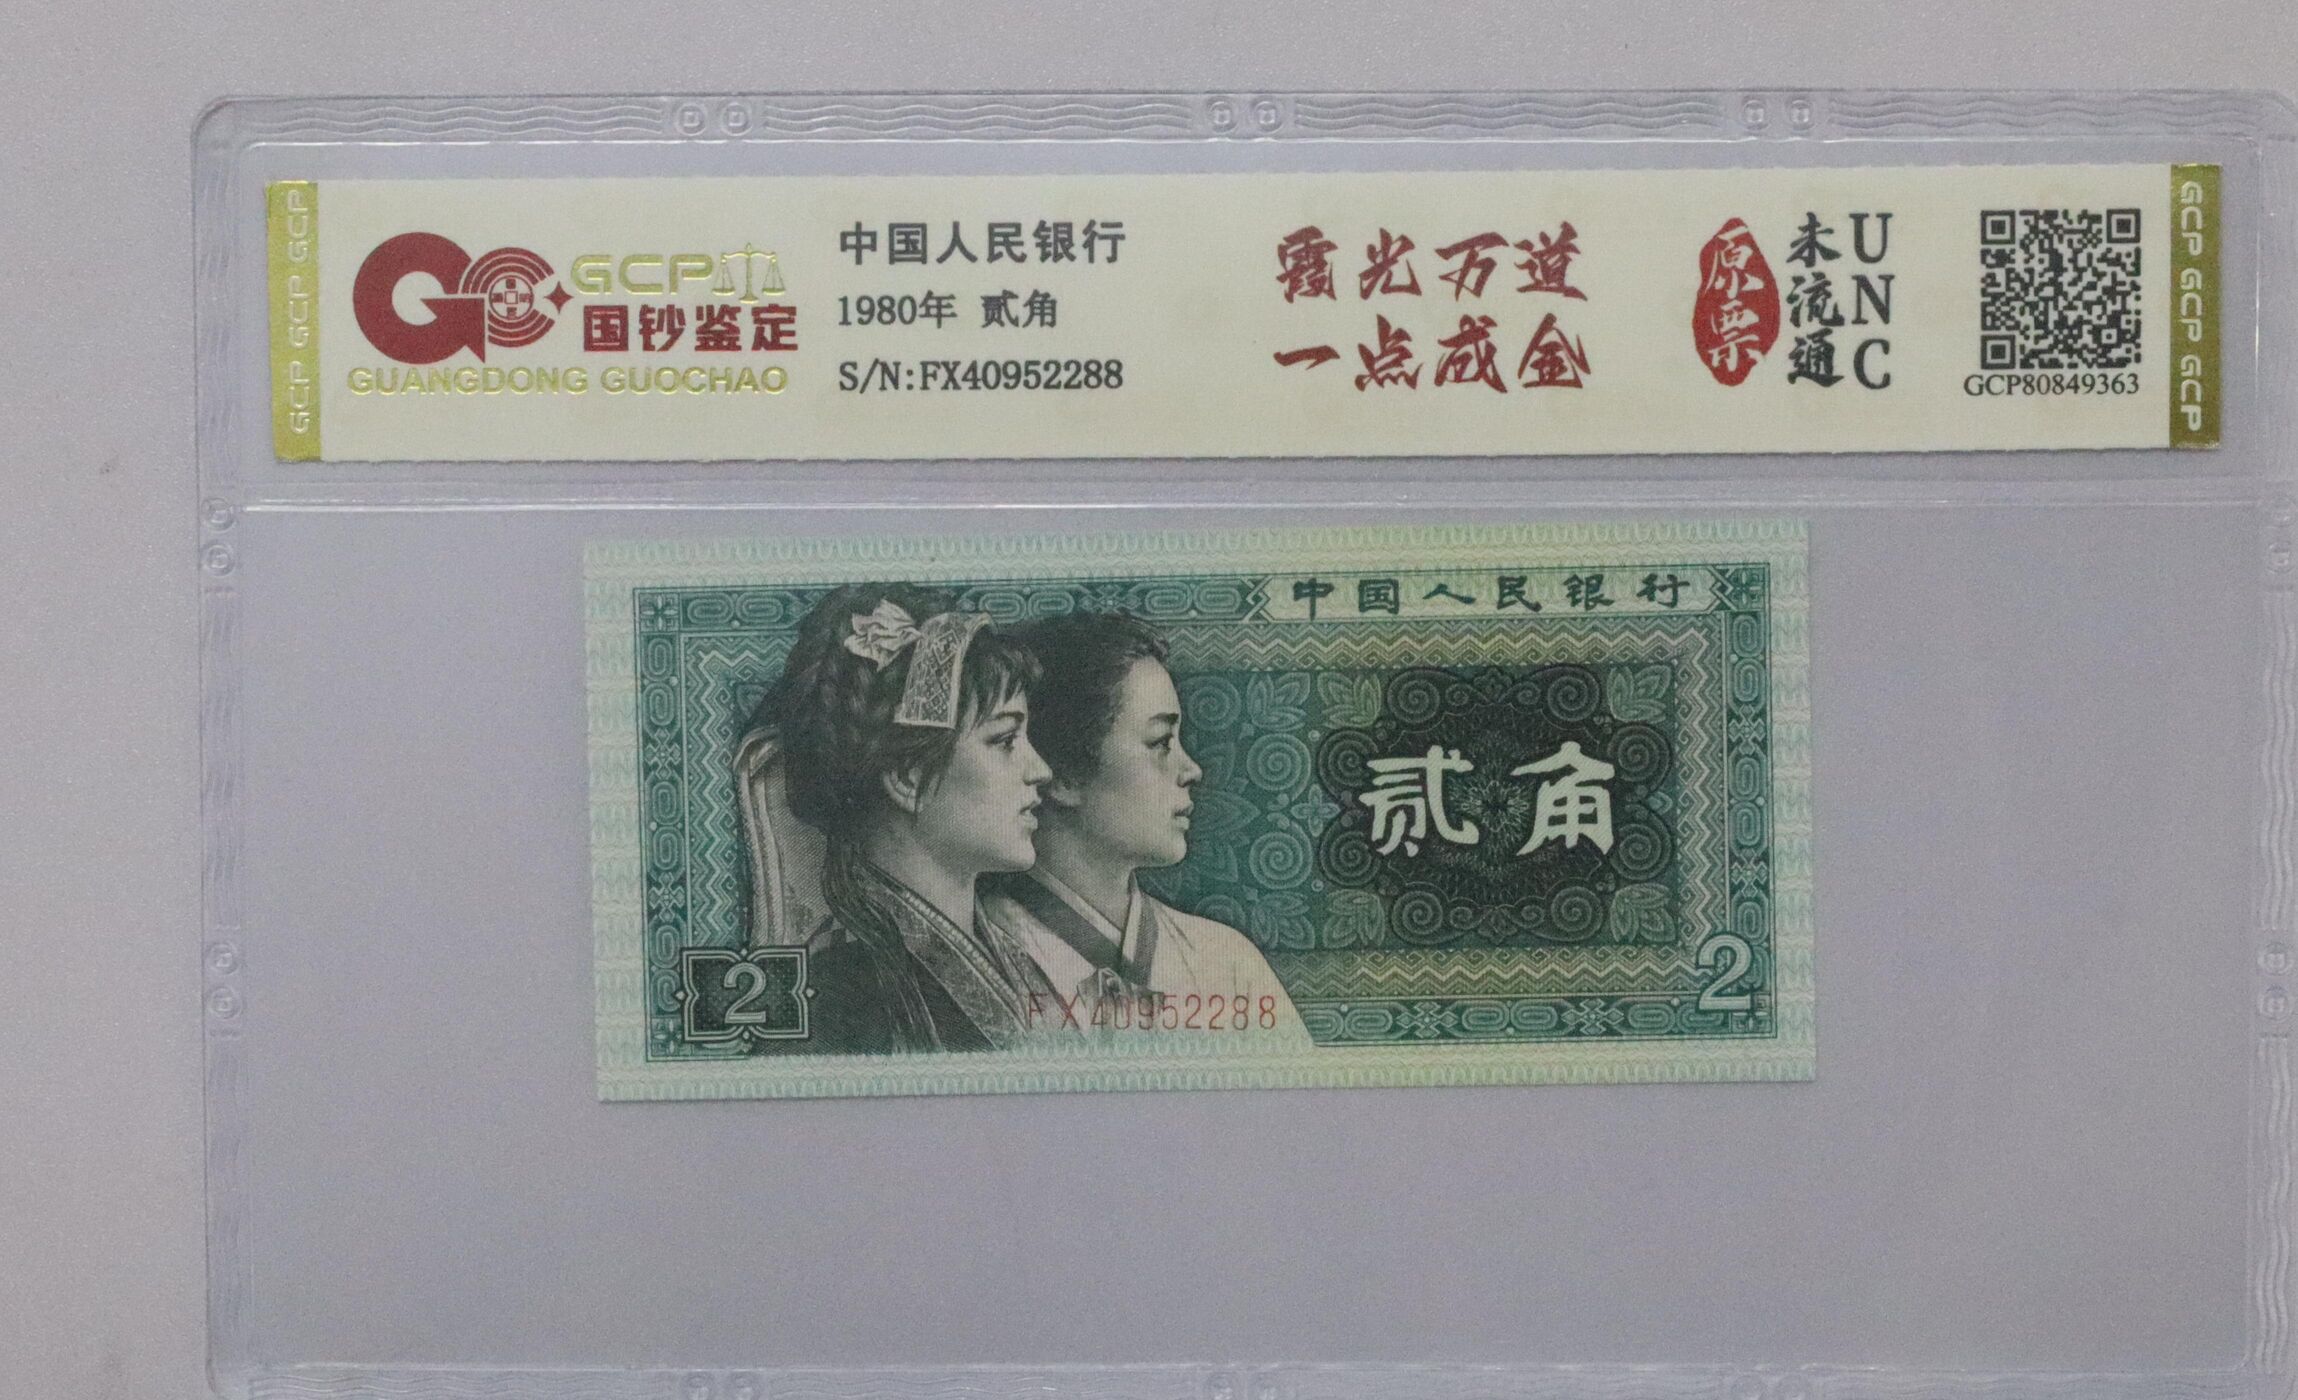 GCP GCP GCP
GCP
国钞鉴定
GUANGDONG GUOCHAO
中国人民银行
1980年 贰角
S/N:FX40952288
霞光万道
一点成金
原票
未流通
UNC
GCP80849363
GCP GCP GCP
中国人民银行
贰角
2
2
FX40952288